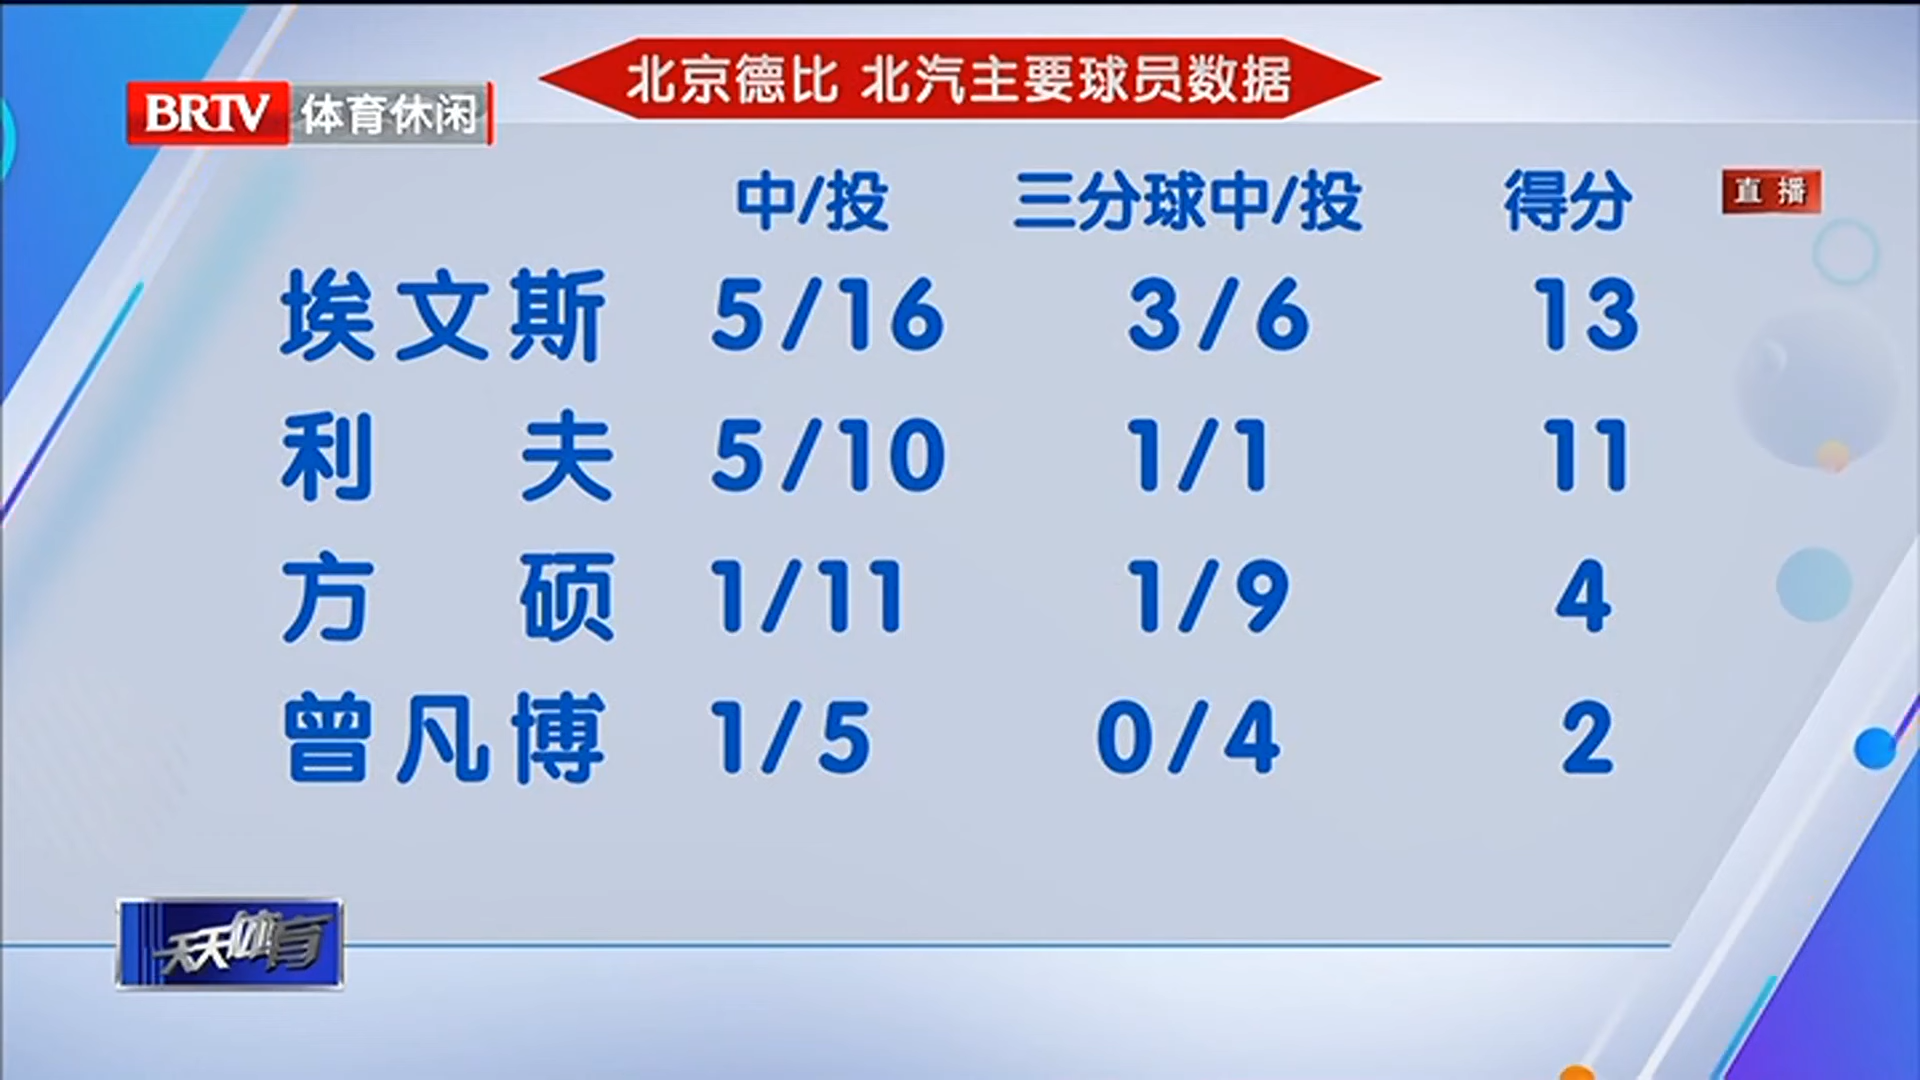 北京德比 北汽主要球员数据
BRTV 体育休闲
中/投 三分球中/投 得分
直播
埃文斯 5/16 3/6 13
利夫 5/10 1/1 11
方硕 1/11 1/9 4
曾凡博 1/5 0/4 2
天天体育